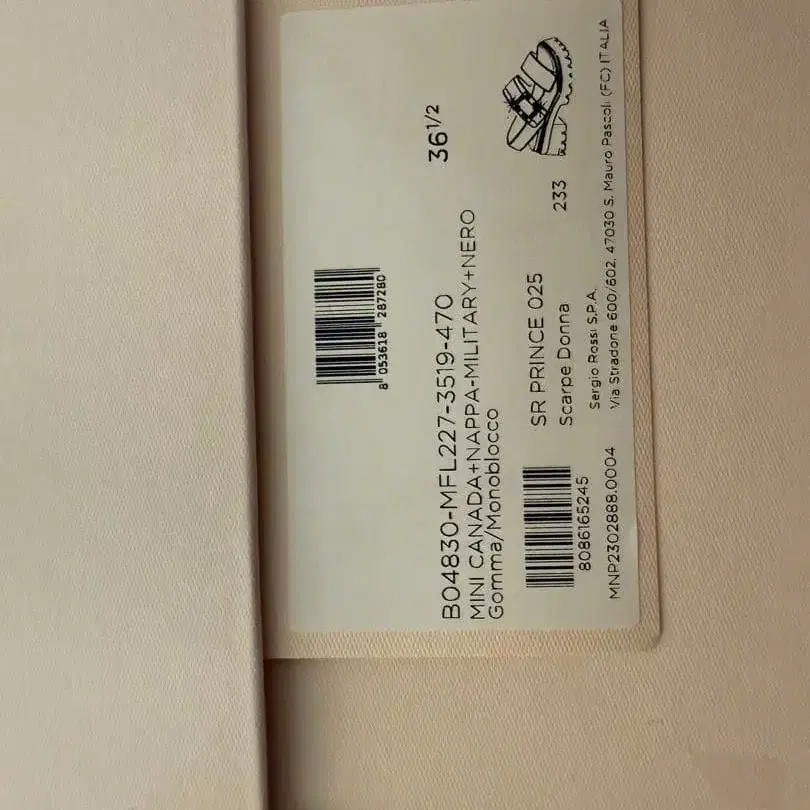 36 1/2
8 053618 287280
B04830-MFL227-3519-470
MINI CANADA+NAPPA-MILITARY+NERO
Gomma/Monoblocco
SR PRINCE 025
Scarpe Donna
233
8086165245
Sergio Rossi S.P.A.
MNP2302888.0004
Via Stradone 600/602, 47030 S. Mauro Pascoli (FC) ITALIA